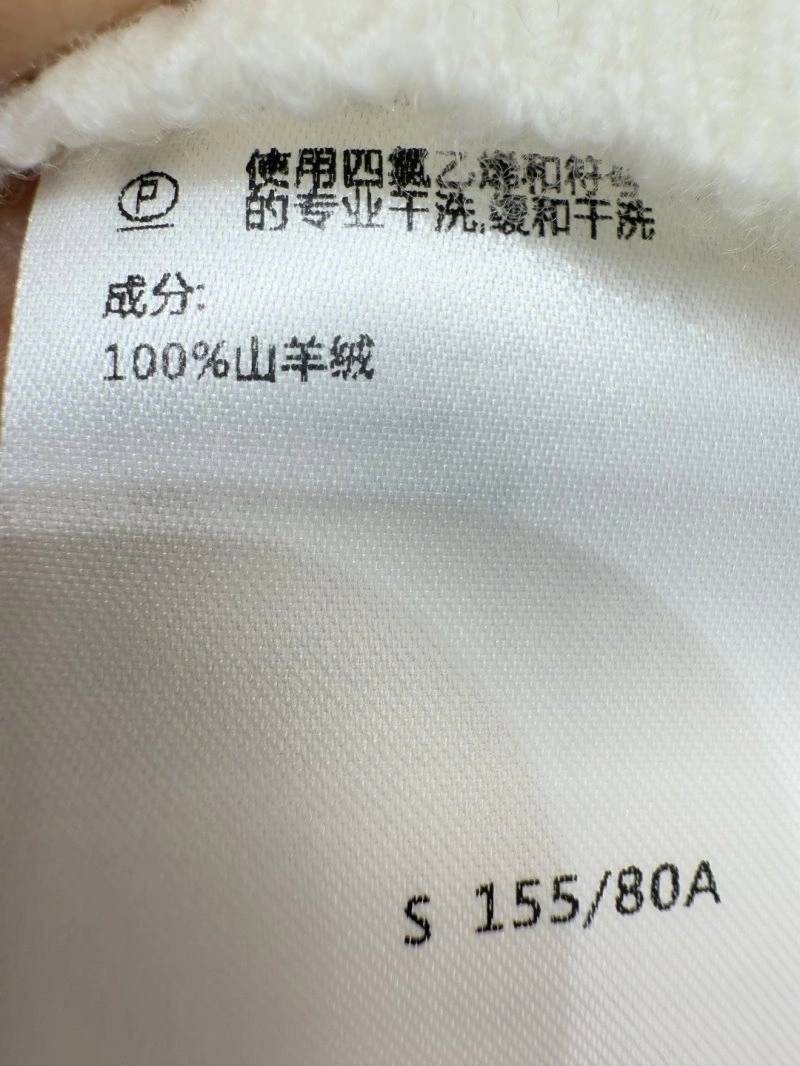 P
使用四氯乙烯和符号
的专业干洗,缓和干洗
成分:
100%山羊绒
S 155/80A